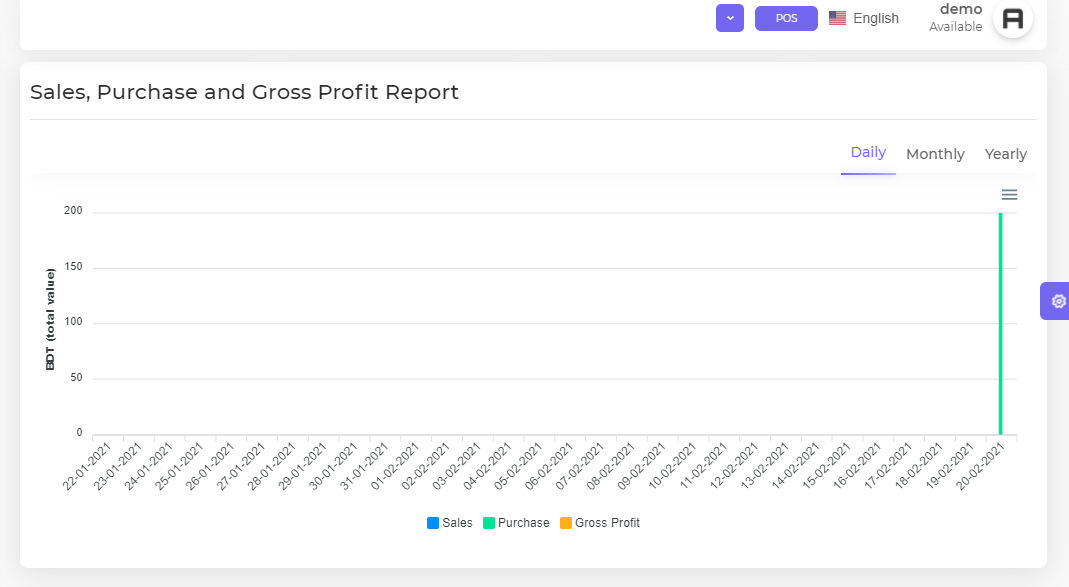 demo
POS English
Available
Sales, Purchase and Gross Profit Report
Daily Monthly Yearly
BDT (total value)
200
150
100
50
0
22-01-2021 23-01-2021 24-01-2021 25-01-2021 26-01-2021 27-01-2021 28-01-2021 29-01-2021 30-01-2021 31-01-2021 01-02-2021 02-02-2021 03-02-2021 04-02-2021 05-02-2021 06-02-2021 07-02-2021 08-02-2021 09-02-2021 10-02-2021 11-02-2021 12-02-2021 13-02-2021 14-02-2021 15-02-2021 16-02-2021 17-02-2021 18-02-2021 19-02-2021 20-02-2021
Sales Purchase Gross Profit